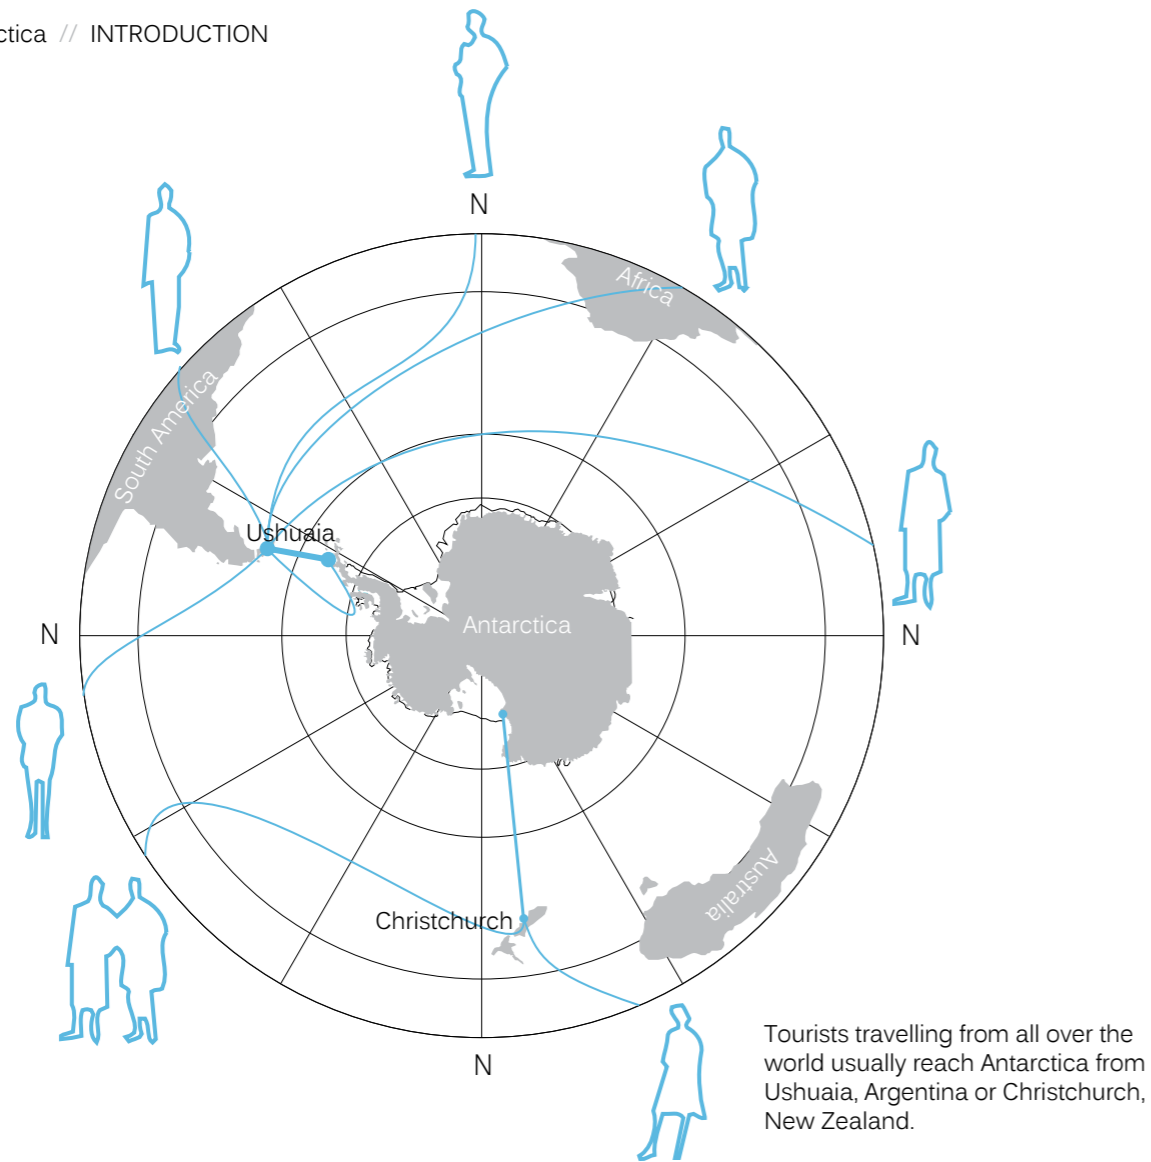 ctica // INTRODUCTION
N
Africa
South America
Ushuaia
N
Antarctica
N
Australia
Christchurch
N
Tourists travelling from all over the
world usually reach Antarctica from
Ushuaia, Argentina or Christchurch,
New Zealand.